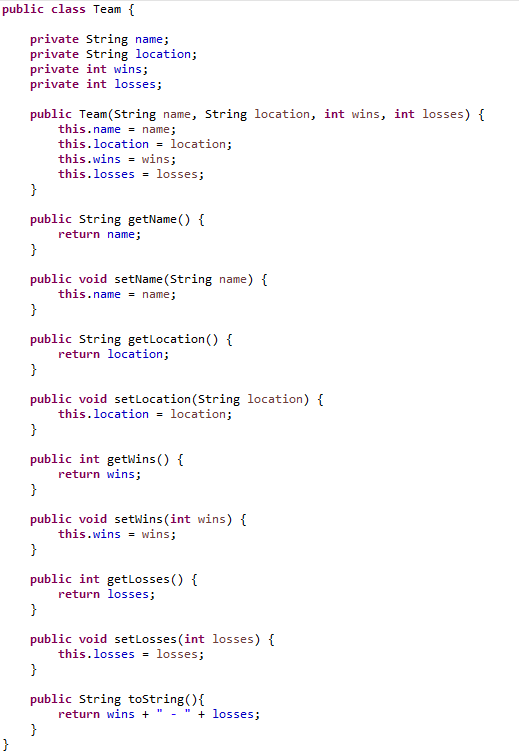 public class Team {
private String name;
private String location;
private int wins;
private int losses;
public Team(String name, String location, int wins, int losses) {
this.name = name;
this.location = location;
this.wins = wins;
this.losses = losses;
}
public String getName() {
return name;
}
public void setName(String name) {
this.name = name;
}
public String getLocation() {
return location;
}
public void setLocation(String location) {
this.location = location;
}
public int getWins() {
return wins;
}
public void setWins(int wins) {
this.wins = wins;
}
public int getLosses() {
return losses;
}
public void setLosses(int losses) {
this.losses = losses;
}
public String toString(){
return wins + " - " + losses;
}
}